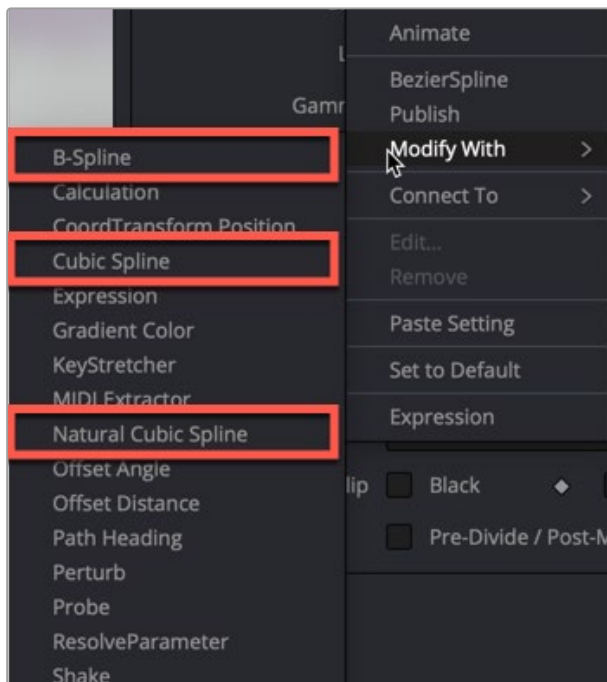 Animate
BezierSpline
Publish
Modify With
Connect To
Edit...
Remove
Paste Setting
Set to Default
Expression
B-Spline
Calculation
CoordTransform Position
Cubic Spline
Expression
Gradient Color
KeyStretcher
MIDI Extractor
Natural Cubic Spline
Offset Angle
Offset Distance
Path Heading
Perturb
Probe
ResolveParameter
Shake
Black
Pre-Divide / Post-